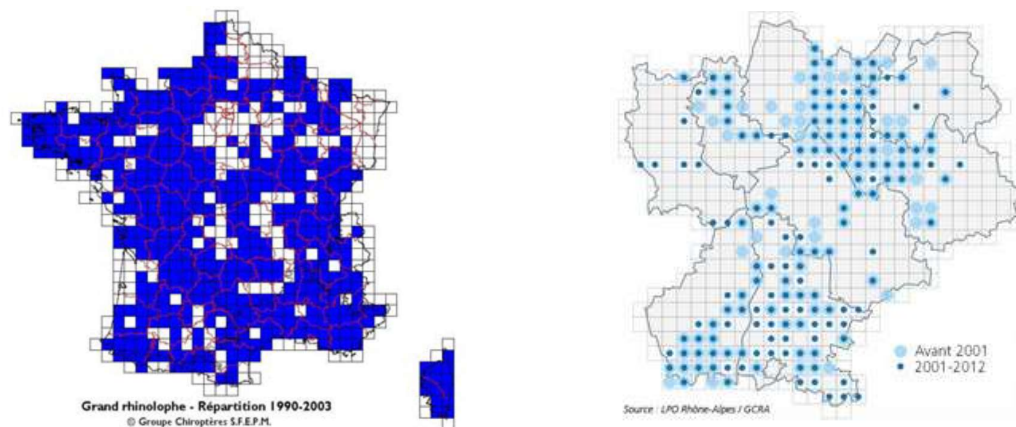 Grand rhinolophe - Répartition 1990-2003
© Groupe Chiroptères S.F.E.P.M.
Avant 2001
2001-2012
Source : LPO Rhône-Alpes / GCRA